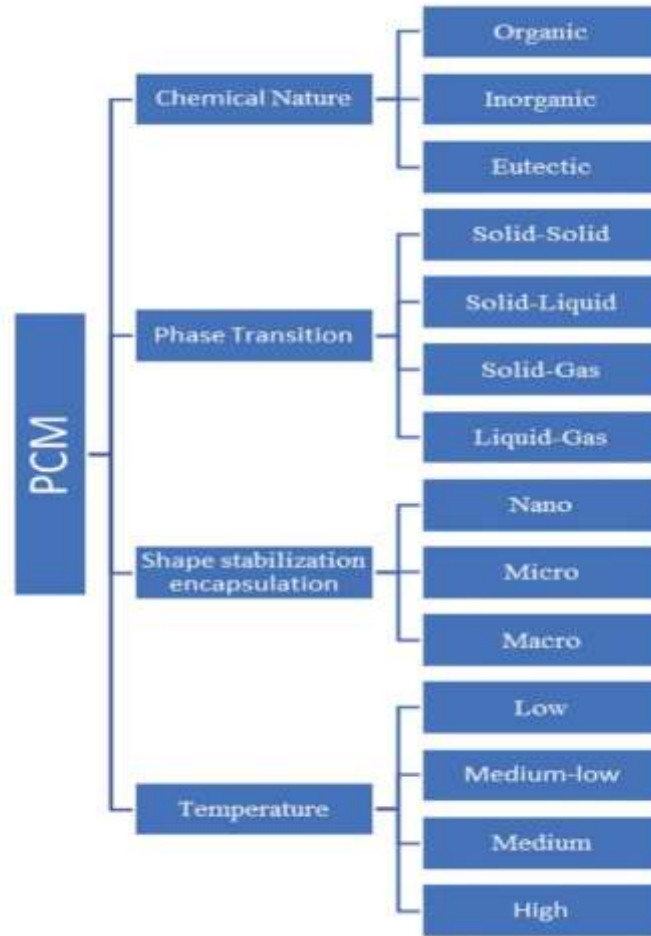 PCM
Chemical Nature
Organic
Inorganic
Eutectic
Phase Transition
Solid-Solid
Solid-Liquid
Solid-Gas
Liquid-Gas
Shape stabilization
encapsulation
Nano
Micro
Macro
Temperature
Low
Medium-low
Medium
High